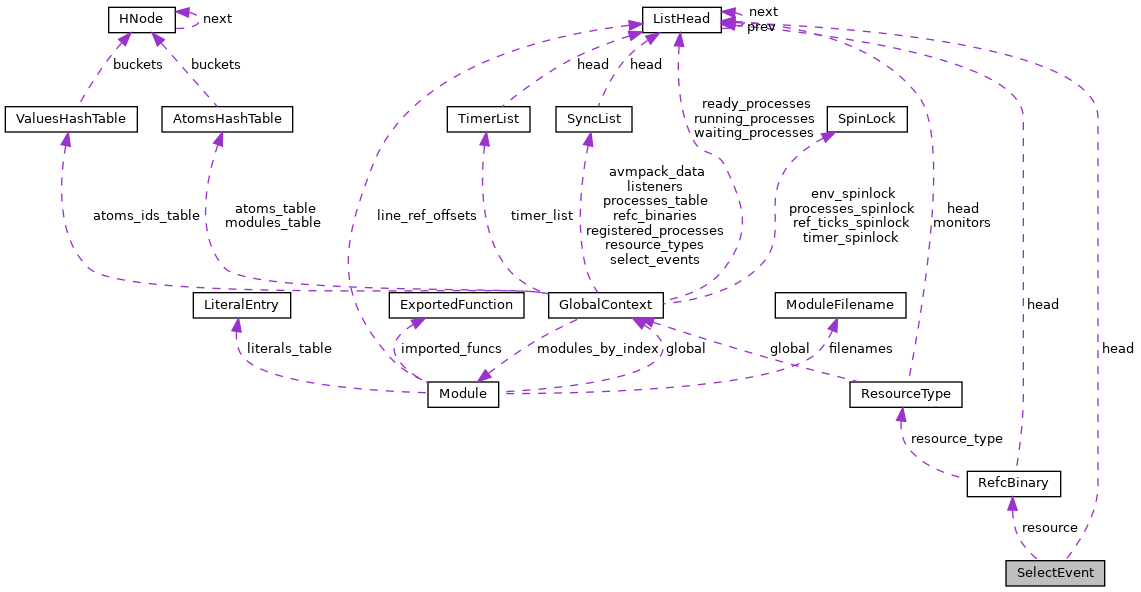 HNode
next
ListHead
next
prev
buckets
buckets
head
head
ValuesHashTable
AtomsHashTable
TimerList
SyncList
ready_processes
running_processes
waiting_processes
SpinLock
atoms_ids_table
atoms_table
modules_table
line_ref_offsets
timer_list
avmpack_data
listeners
processes_table
refc_binaries
registered_processes
resource_types
select_events
env_spinlock
processes_spinlock
ref_ticks_spinlock
timer_spinlock
head
monitors
LiteralEntry
ExportedFunction
GlobalContext
ModuleFilename
head
literals_table
imported_funcs
modules_by_index
global
global
filenames
head
Module
ResourceType
resource_type
RefcBinary
resource
SelectEvent